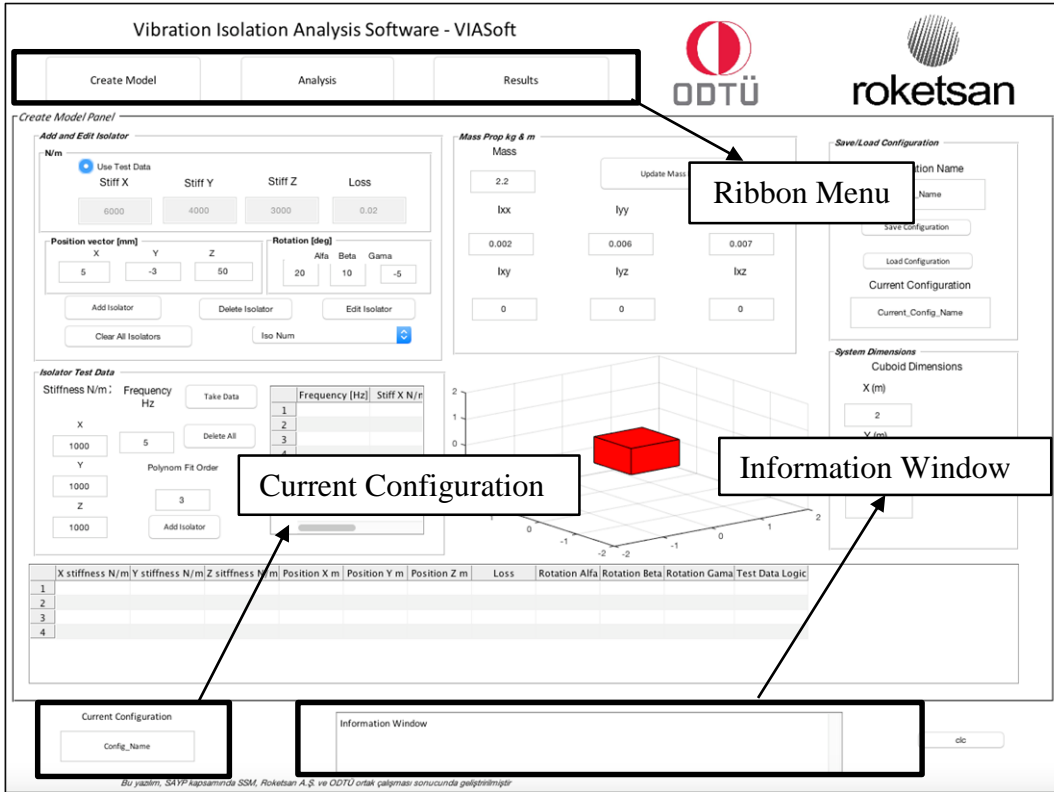 Vibration Isolation Analysis Software - VIASoft
Create Model
Analysis
Results
ODTÜ
roketsan
Create Model Panel
Add and Edit Isolator
N/m
Use Test Data
Stiff X
Stiff Y
Stiff Z
Loss
6000
4000
3000
0.02
Position vector [mm]
X
Y
Z
5
-3
50
Rotation [deg]
Alfa
Beta
Gama
20
10
-5
Add Isolator
Delete Isolator
Edit Isolator
Clear All Isolators
Iso Num
Mass Prop kg & m
Mass
2.2
Update Mass
Ixx
Iyy
0.002
0.006
0.007
Ixy
Iyz
Ixz
0
0
0
Ribbon Menu
Save/Load Configuration
Name
_Name
Save Configuration
Load Configuration
Current Configuration
Current_Config_Name
System Dimensions
Cuboid Dimensions
X (m)
2
Y (m)
Isolator Test Data
Stiffness N/m:
Frequency
Hz
Take Data
X
1000
5
Delete All
Y
Polynom Fit Order
1000
3
Z
1000
Add Isolator
Frequency [Hz]
Stiff X N/m
1
2
3
4
2
1
0
1
0
-1
-2
-2
-1
0
1
2
Current Configuration
Information Window
X stiffness N/m
Y stiffness N/m
Z sitffness N/m
Position X m
Position Y m
Position Z m
Loss
Rotation Alfa
Rotation Beta
Rotation Gama
Test Data Logic
1
2
3
4
Current Configuration
Config_Name
Information Window
clc
Bu yazılım, SAYP kapsamında SSM, Roketsan A.Ş. ve ODTÜ ortak çalışması sonucunda geliştirilmiştir